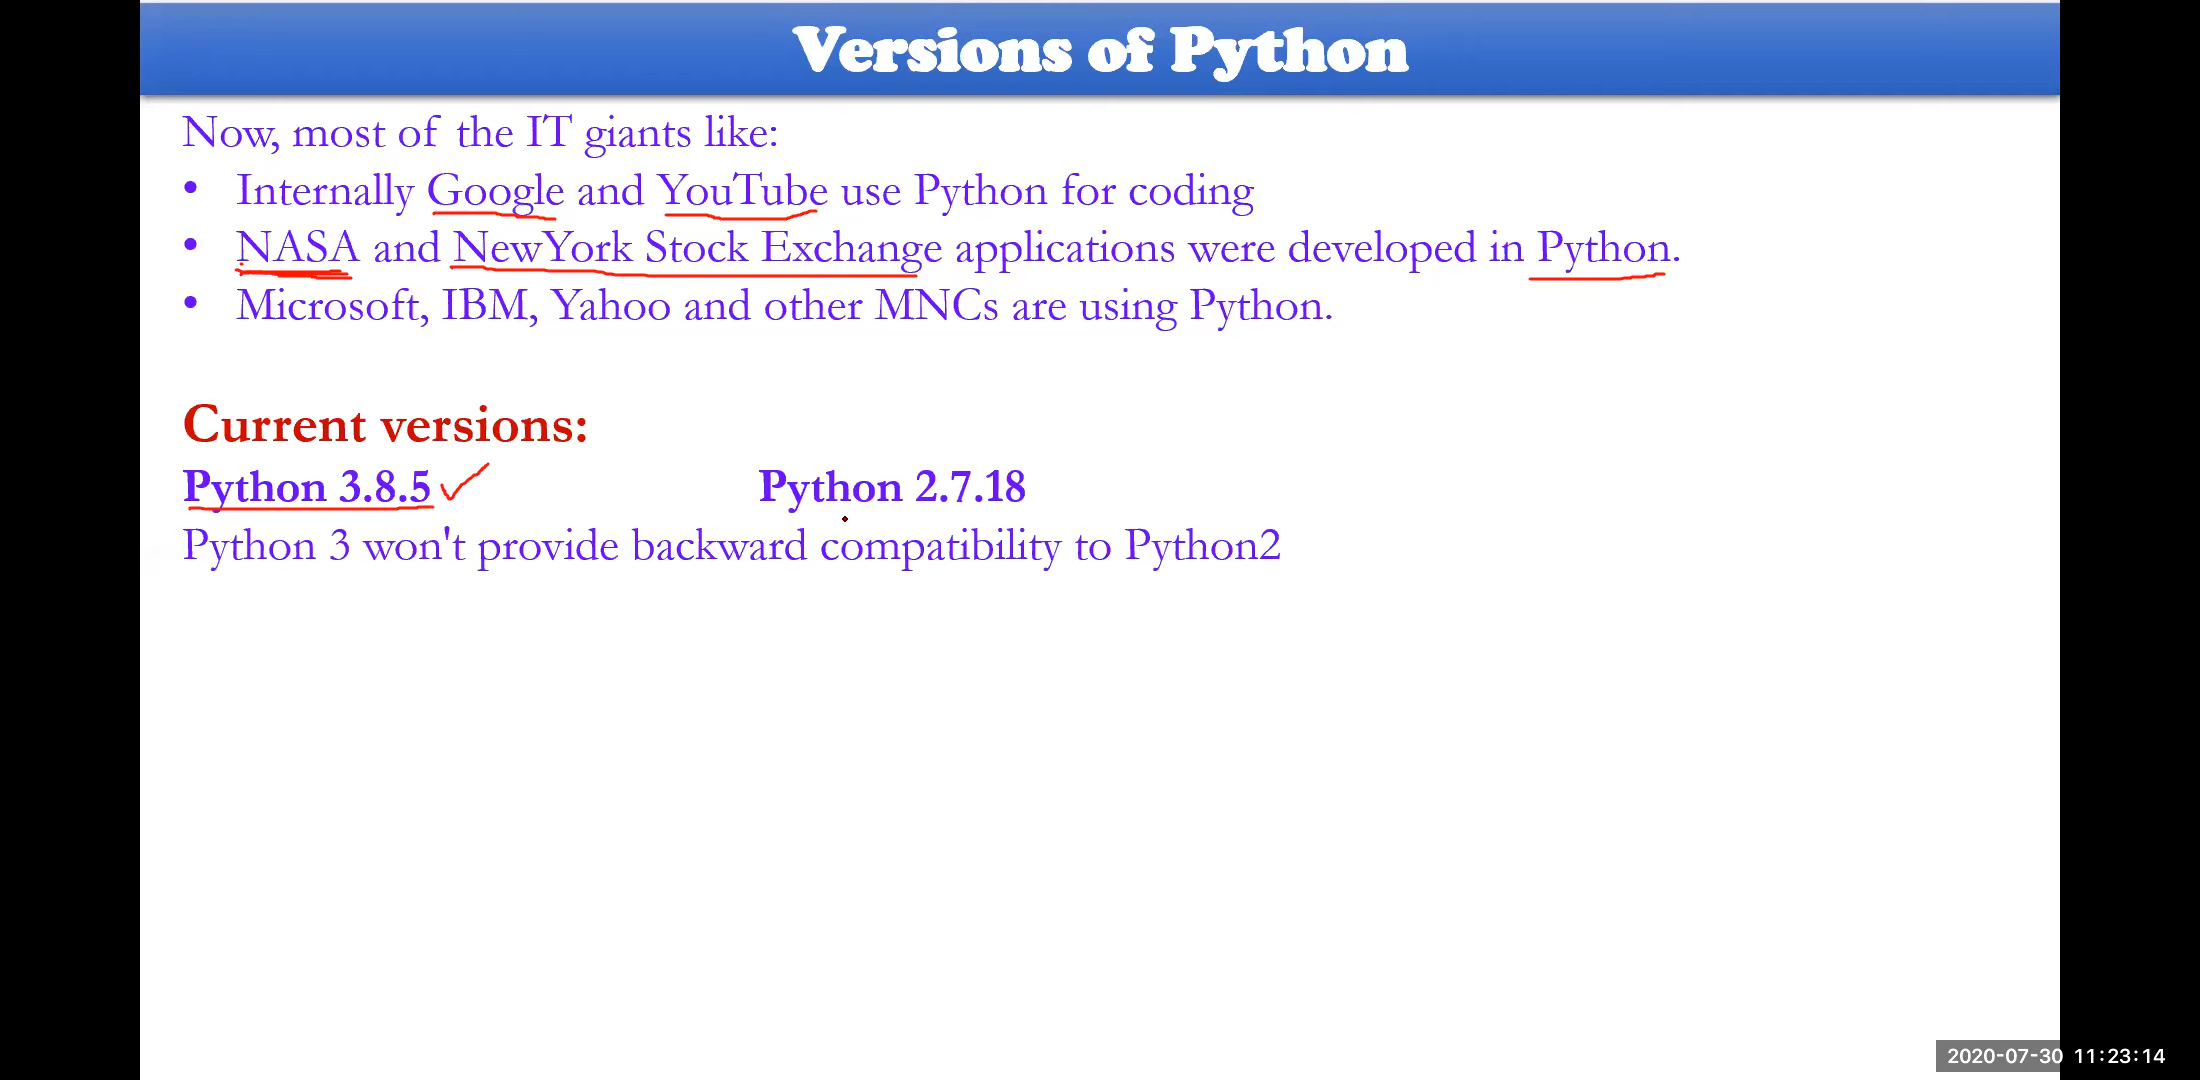 Versions of Python
Now, most of the IT giants like:
• Internally Google and YouTube use Python for coding
• NASA and NewYork Stock Exchange applications were developed in Python.
• Microsoft, IBM, Yahoo and other MNCs are using Python.
Current versions:
Python 3.8.5 Python 2.7.18
Python 3 won't provide backward compatibility to Python2
2020-07-30 11:23:14